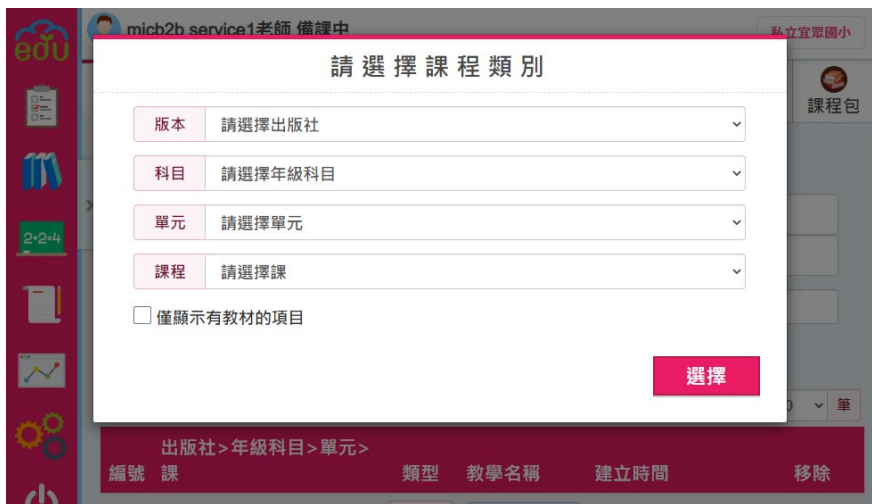 edu
micb2b service1老師 備課中
私立宜眾國小
請選擇課程類別
課程包
版本 請選擇出版社
科目 請選擇年級科目
單元 請選擇單元
2+2=4
課程 請選擇課
僅顯示有教材的項目
選擇
0 筆
出版社>年級科目>單元>
編號 課 類型 教學名稱 建立時間 移除